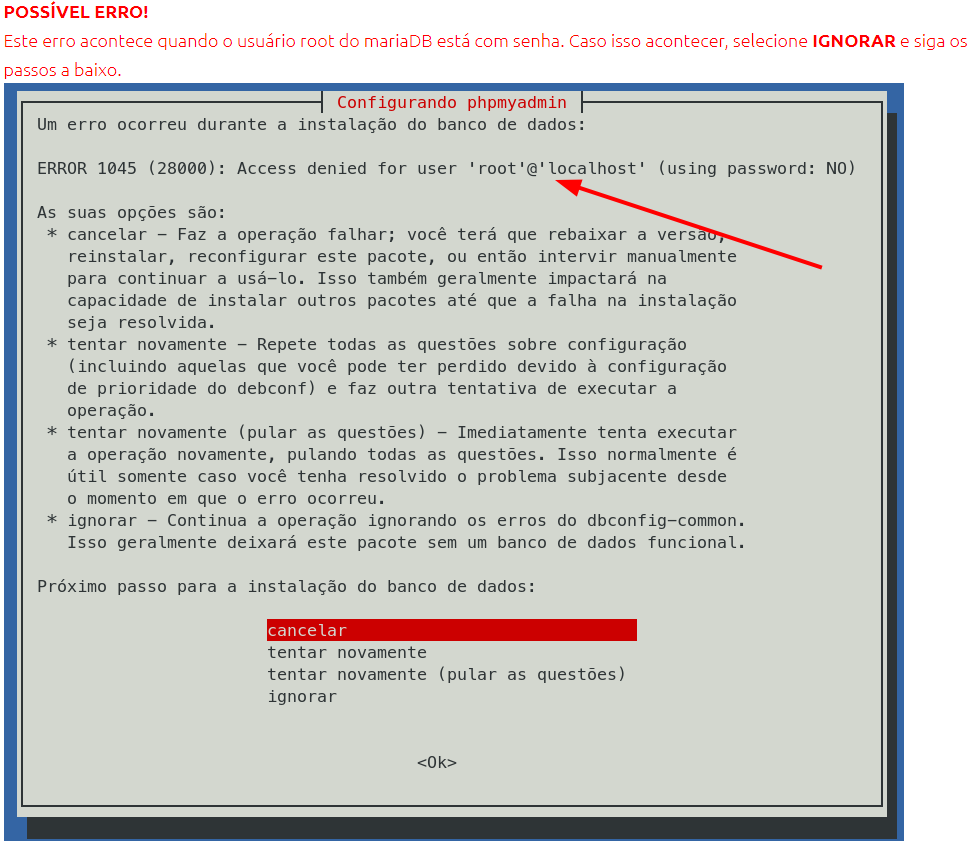 POSSÍVEL ERRO!
Este erro acontece quando o usuário root do mariaDB está com senha. Caso isso acontecer, selecione IGNORAR e siga os
passos a baixo.
Configurando phpmyadmin
Um erro ocorreu durante a instalação do banco de dados:
ERROR 1045 (28000): Access denied for user 'root'@'localhost' (using password: NO)
As suas opções são:
* cancelar - Faz a operação falhar; você terá que rebaixar a versão,
reinstalar, reconfigurar este pacote, ou então intervir manualmente
para continuar a usá-lo. Isso também geralmente impactará na
capacidade de instalar outros pacotes até que a falha na instalação
seja resolvida.
* tentar novamente - Repete todas as questões sobre configuração
(incluindo aquelas que você pode ter perdido devido à configuração
de prioridade do debconf) e faz outra tentativa de executar a
operação.
* tentar novamente (pular as questões) - Imediatamente tenta executar
a operação novamente, pulando todas as questões. Isso normalmente é
útil somente caso você tenha resolvido o problema subjacente desde
o momento em que o erro ocorreu.
* ignorar - Continua a operação ignorando os erros do dbconfig-common.
Isso geralmente deixará este pacote sem um banco de dados funcional.
Próximo passo para a instalação do banco de dados:
cancelar
tentar novamente
tentar novamente (pular as questões)
ignorar
<Ok>